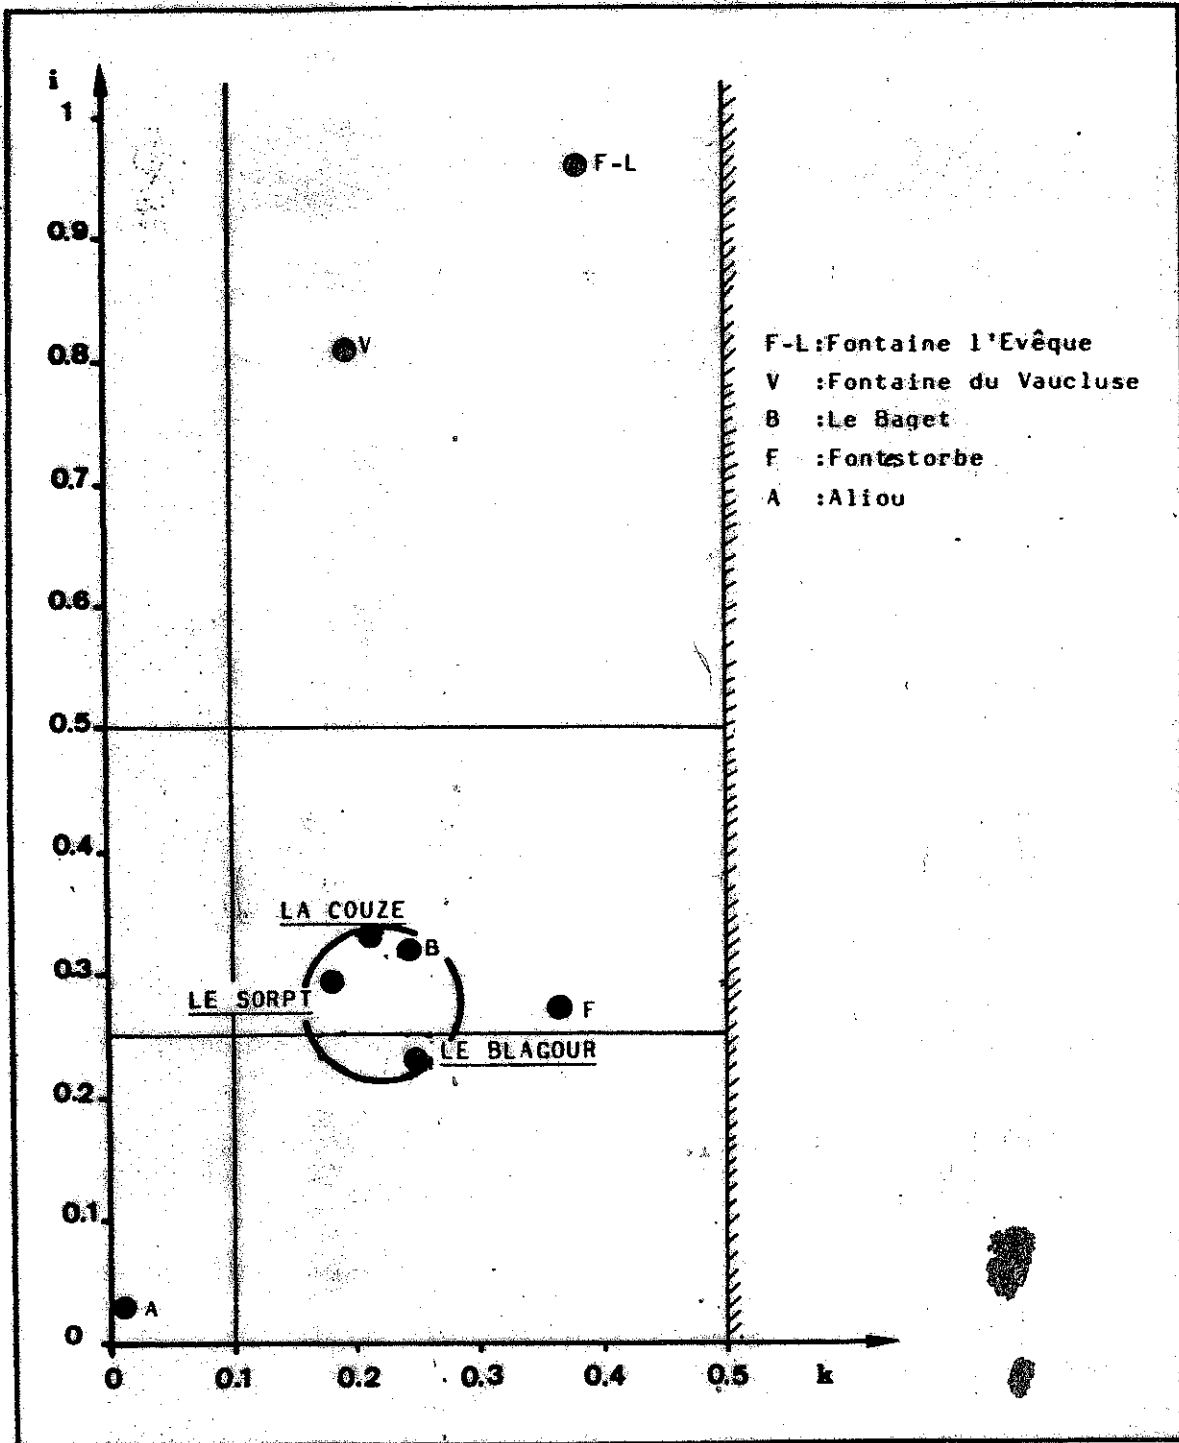 i
1
F-L
0.9
V
0.8
F-L:Fontaine l'Evêque
V :Fontaine du Vaucluse
B :Le Baget
F :Fontestorbe
A :Aliou
0.7
0.6
0.5
0.4
LA COUZE
B
0.3
LE SORPT
F
LE BLAGOUR
0.2
0.1
A
0
0 0.1 0.2 0.3 0.4 0.5 k